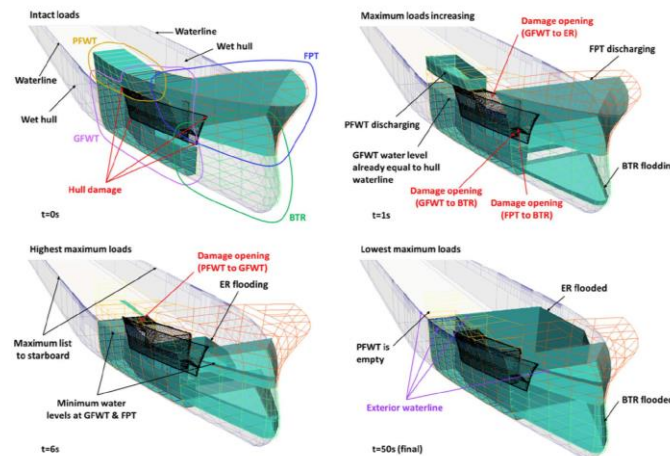 Intact loads
Waterline
PFWT
Wet hull
FPT
Waterline
Wet hull
GFWT
Hull damage
BTR
t=0s
Maximum loads increasing
Damage opening
(GFWT to ER)
FPT discharging
PFWT discharging
GFWT water level
already equal to hull
waterline
BTR floddin
Damage opening
(GFWT to BTR)
Damage opening
(FPT to BTR)
t=1s
Highest maximum loads
Damage opening
(PFWT to GFWT)
ER flooding
Maximum list
to starboard
Minimum water
levels at GFWT & FPT
t=6s
Lowest maximum loads
ER flooded
PFWT is
empty
Exterior waterline
BTR flooded
t=50s (final)